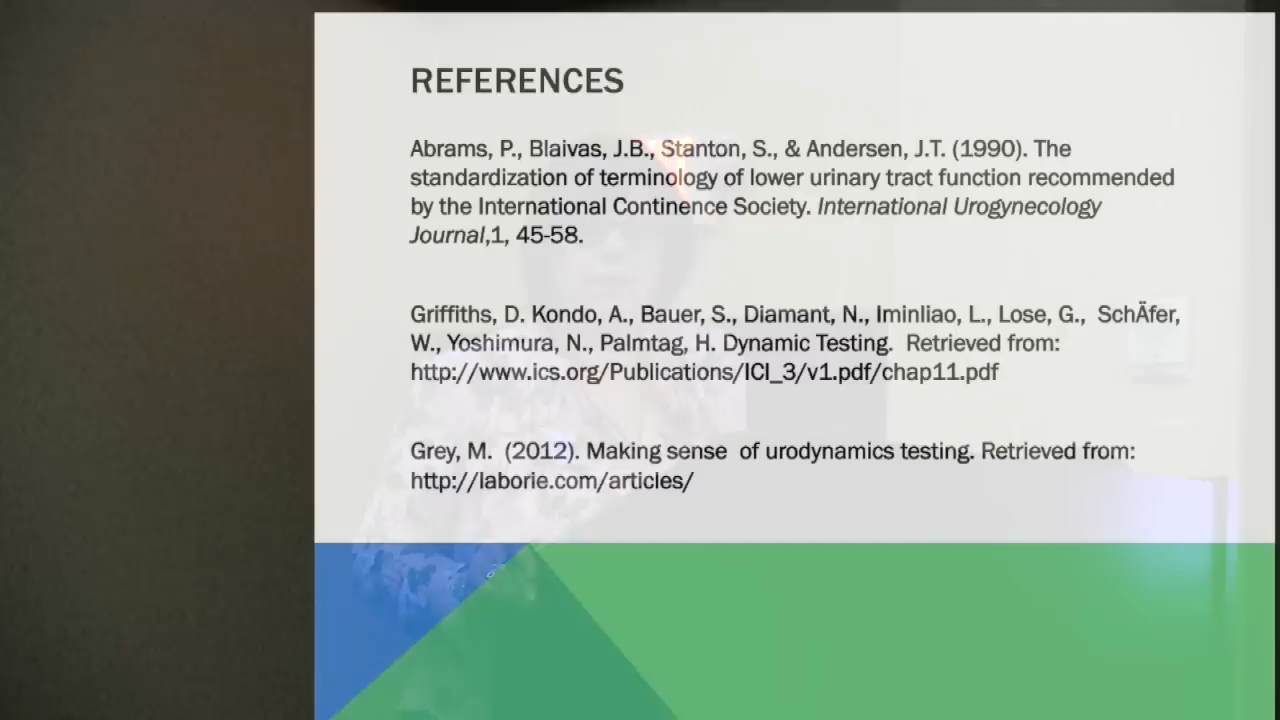 REFERENCES
Abrams, P., Blaivas, J.B., Stanton, S., & Andersen, J.T. (1990). The
standardization of terminology of lower urinary tract function recommended
by the International Continence Society. International Urogynecology
Journal,1, 45-58.
Griffiths, D. Kondo, A., Bauer, S., Diamant, N., Iminliao, L., Lose, G.,  SchÄfer,
W., Yoshimura, N., Palmtag, H. Dynamic Testing.  Retrieved from:
http://www.ics.org/Publications/ICI_3/v1.pdf/chap11.pdf
Grey, M.  (2012). Making sense  of urodynamics testing. Retrieved from:
http://laborie.com/articles/